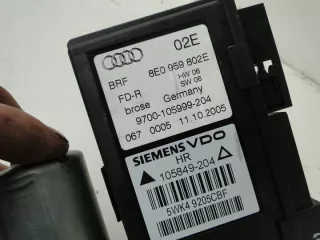 02E
BRF 8E0 959 802E
HW 06
FD-R SW 06
brose Germany
9700-105999-204
067 0005 11.10.2005
SIEMENS VDO
HR
105849-204
5WK4 9205CBF